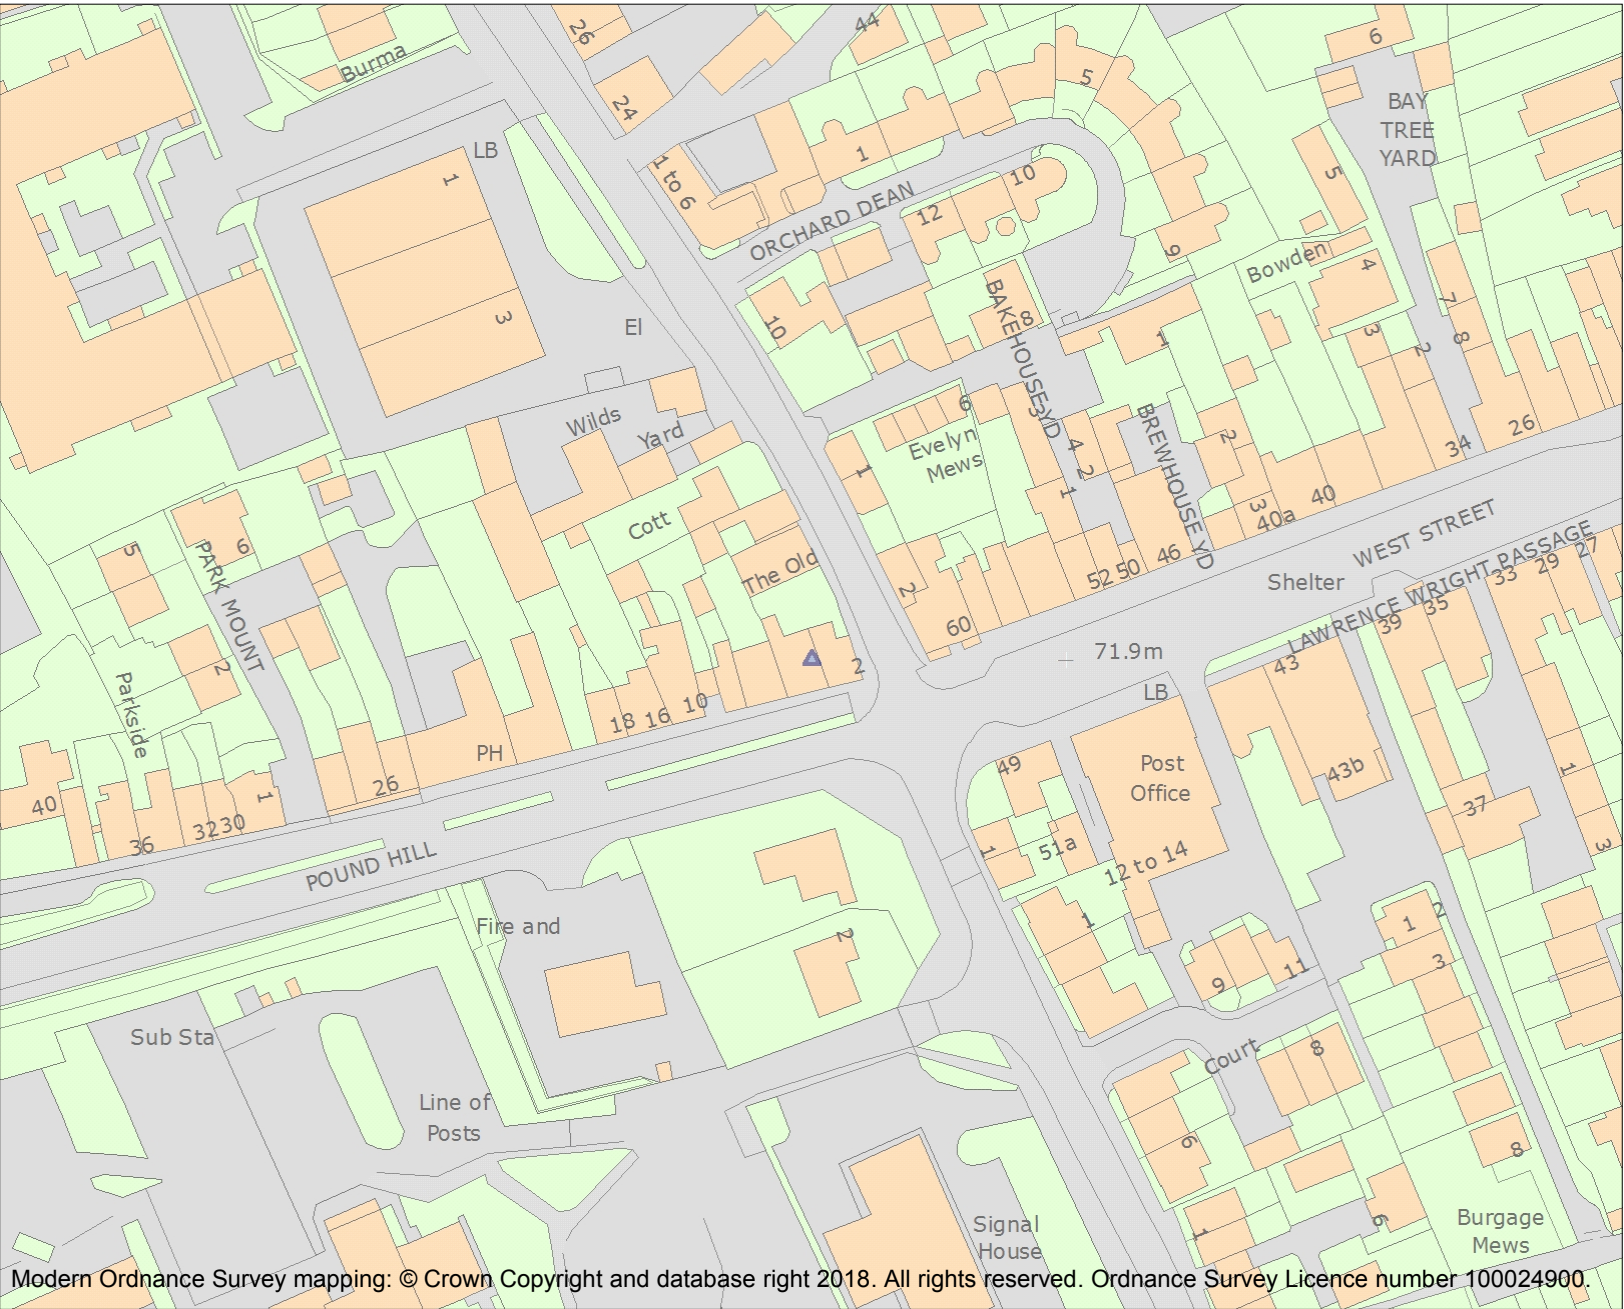 26
44
6
Burma
24
5
BAY
TREE
YARD
LB
1
1 to 6
1
10
5
ORCHARD DEAN
12
9
Bowden
4
3
El
10
BAKEHOUSE YD
8
1
7
8
3
2
Wilds
Yard
6
3
BREWHOUSE YD
Evelyn
Mews
4
2
1
2
34
26
1
Cott
3
40a
40
WEST STREET
5
6
PARK MOUNT
The Old
2
52
50
46
Shelter
LAWRENCE WRIGHT PASSAGE
33
29
27
60
39
35
71.9m
2
2
43
LB
Parkside
18
16
10
PH
Post
Office
49
43b
1
40
26
1
37
36
32
30
POUND HILL
1
51a
12 to 14
3
Fire and
2
1
1
2
9
11
3
Sub Sta
Court
8
Line of
Posts
6
8
Signal
House
1
6
Burgage
Mews
Modern Ordnance Survey mapping: © Crown Copyright and database right 2018. All rights reserved. Ordnance Survey Licence number 100024900.